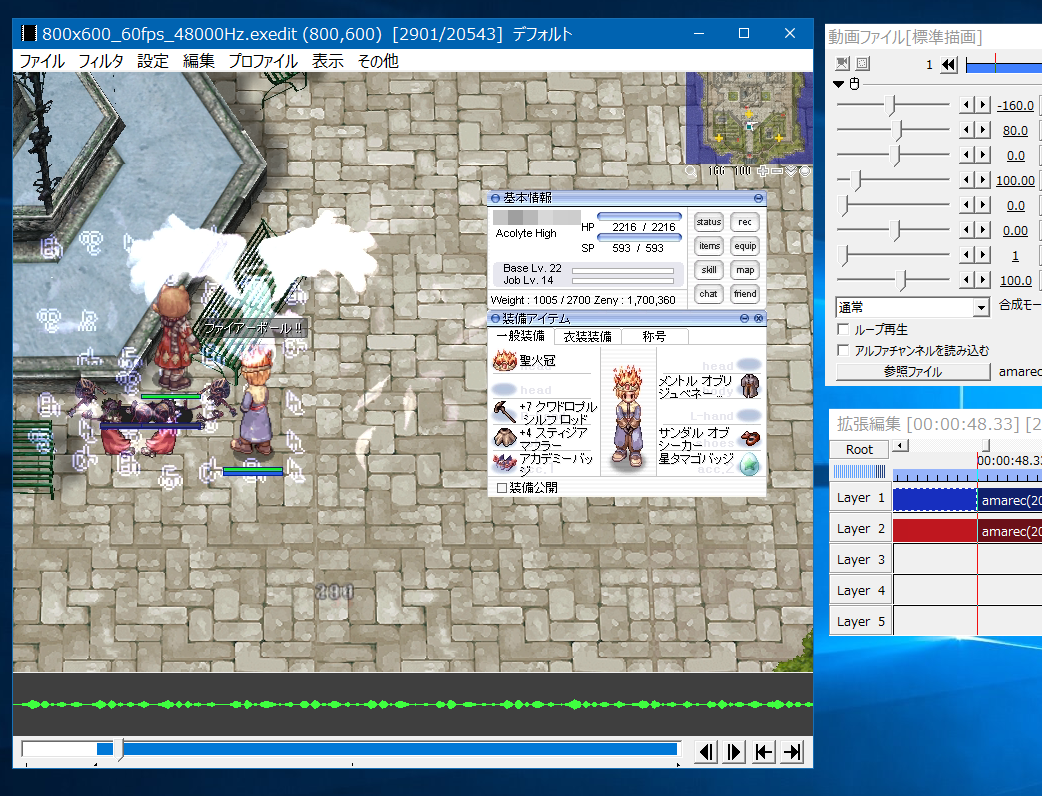 800x600_60fps_48000Hz.exedit (800,600) [2901/20543] デフォルト
ファイル フィルタ 設定 編集 プロファイル 表示 その他
166 100
基本情報
Acolyte High
HP 2216 / 2216
SP 593 / 593
status rec
items equip
skill map
chat friend
Base Lv. 22
Job Lv. 14
Weight : 1005 / 2700 Zeny : 1,700,360
装備アイテム
一般装備 衣装装備 称号
聖火冠
head
head
メントル オブリ
ジュペネー...
+7 クワドロプル
シルフ ロッド
L-hand
+4 スティジア
マフラー
サンダル オブ
シーカー
アカデミーバッ
ジ
星タマゴバッジ
acc.2
装備公開
ファイアーボール !!
動画ファイル[標準描画]
1
-160.0
80.0
0.0
100.00
0.0
0.00
1
100.0
通常
合成モー
ループ再生
アルファチャンネルを読み込む
参照ファイル
amarec
拡張編集 [00:00:48.33] [2
Root
00:00:48.33
Layer 1
amarec(20
Layer 2
amarec(20
Layer 3
Layer 4
Layer 5